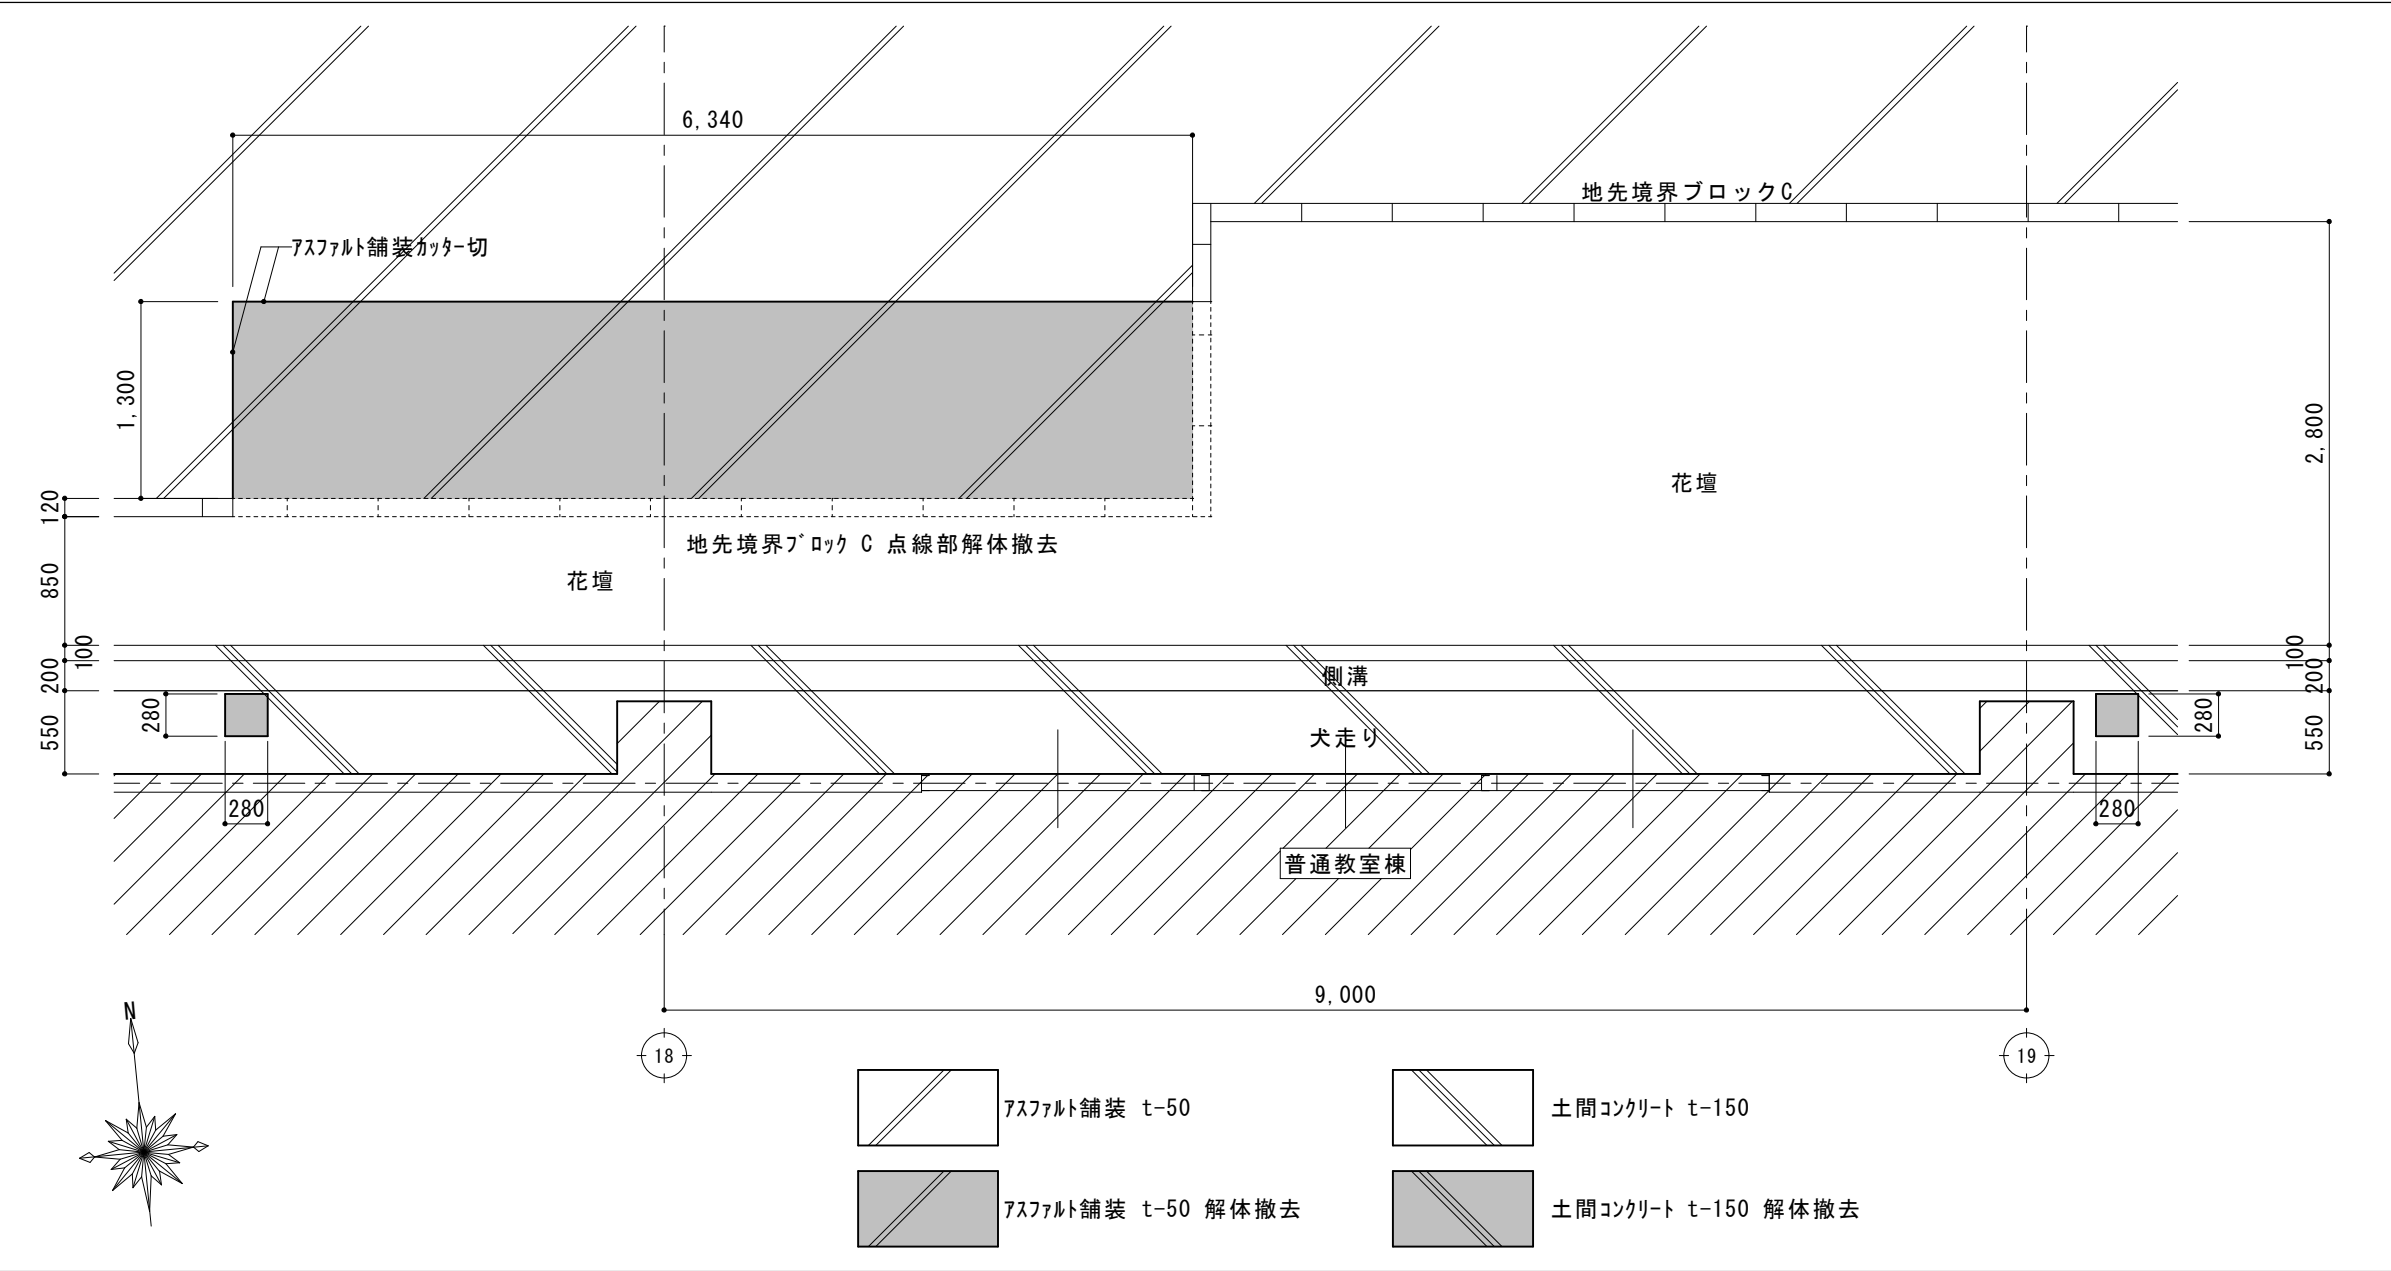 6,340
地先境界ブロックC
ｱｽﾌｧﾙﾄ舗装ｶｯﾀｰ切
1,300
2,800
花壇
120
地先境界ﾌﾞﾛｯｸ C 点線部解体撤去
850
花壇
100
100
200
側溝
200
280
280
550
犬走り
550
280
280
普通教室棟
9,000
N
18
19
ｱｽﾌｧﾙﾄ舗装 t-50
土間ｺﾝｸﾘｰﾄ t-150
ｱｽﾌｧﾙﾄ舗装 t-50 解体撤去
土間ｺﾝｸﾘｰﾄ t-150 解体撤去